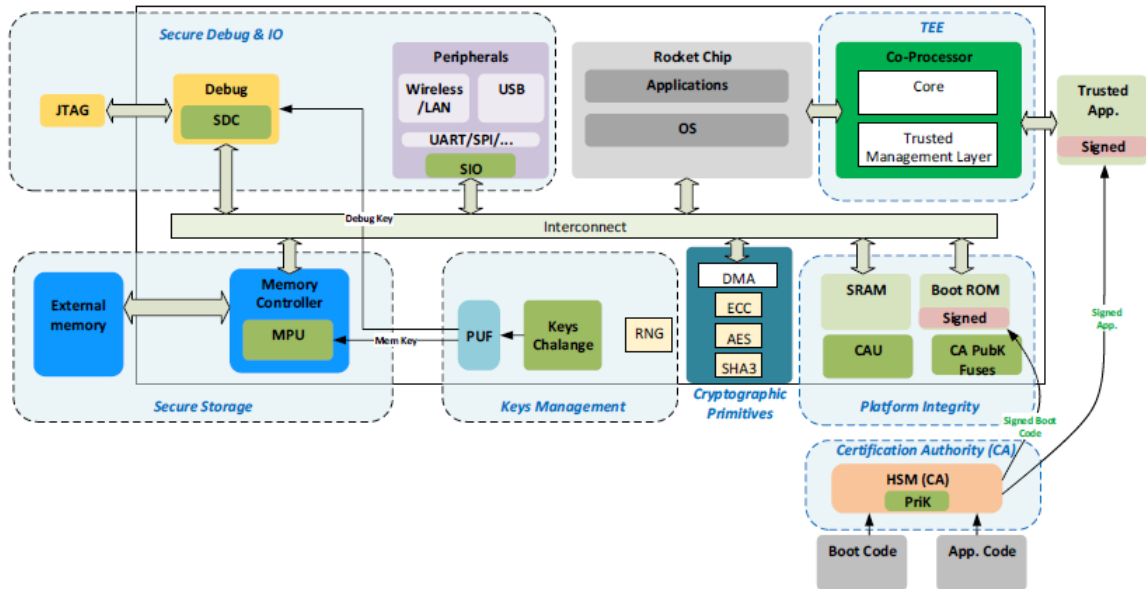 Secure Debug & IO
JTAG
Debug
SDC
Peripherals
Wireless
/LAN
USB
UART/SPI/...
SIO
Rocket Chip
Applications
OS
TEE
Co-Processor
Core
Trusted
Management Layer
Trusted
App.
Signed
Debug Key
Interconnect
External
memory
Memory
Controller
MPU
Mem Key
Secure Storage
PUF
Keys
Chalange
RNG
Keys Management
DMA
ECC
AES
SHA3
Cryptographic
Primitives
SRAM
CAU
Boot ROM
Signed
CA PubK
Fuses
Platform Integrity
Signed App.
Signed Boot
Code
Certification Authority (CA)
HSM (CA)
PriK
Boot Code
App. Code